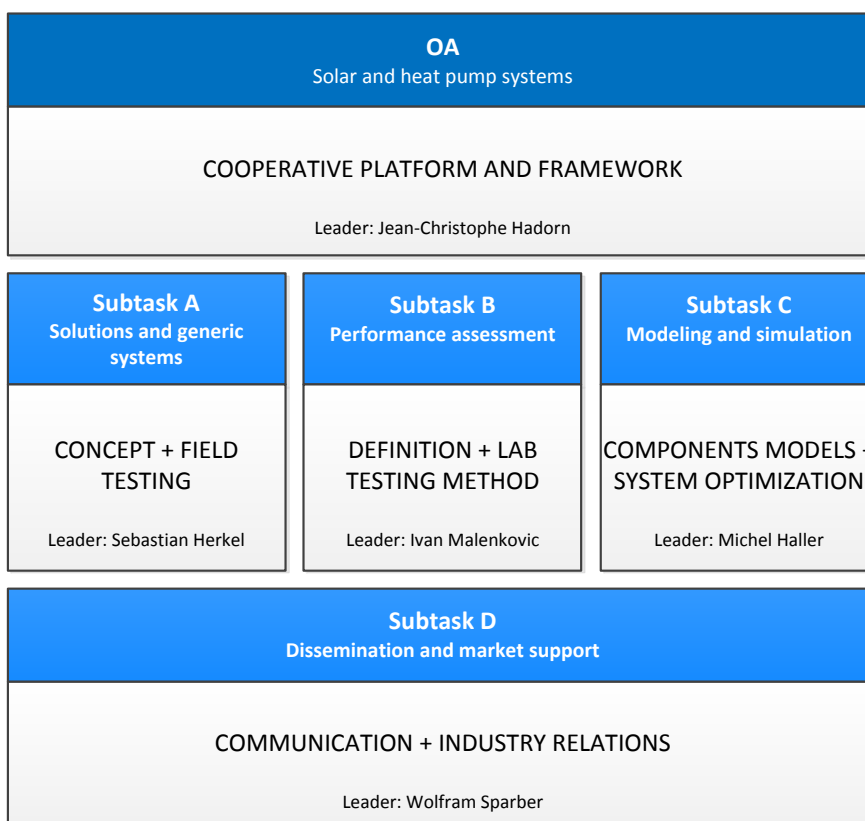 OA
Solar and heat pump systems
COOPERATIVE PLATFORM AND FRAMEWORK
Leader: Jean-Christophe Hadorn
Subtask A
Solutions and generic
systems
CONCEPT + FIELD
TESTING
Leader: Sebastian Herkel
Subtask B
Performance assessment
DEFINITION + LAB
TESTING METHOD
Leader: Ivan Malenkovic
Subtask C
Modeling and simulation
COMPONENTS MODELS
SYSTEM OPTIMIZATION
Leader: Michel Haller
Subtask D
Dissemination and market support
COMMUNICATION + INDUSTRY RELATIONS
Leader: Wolfram Sparber